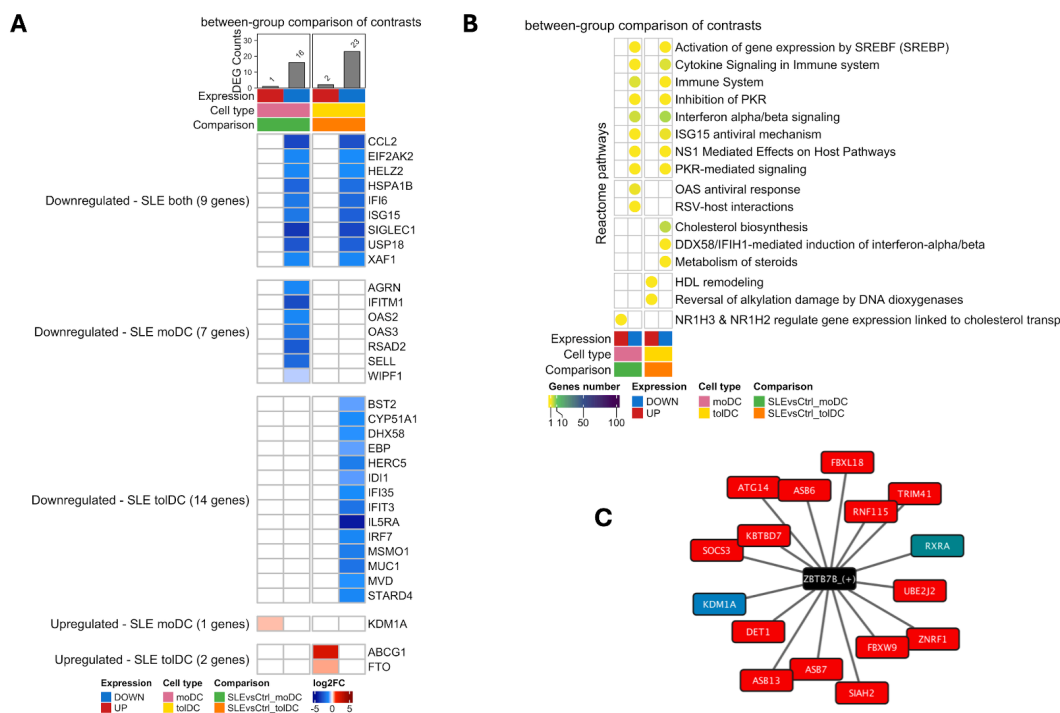 A
between-group comparison of contrasts
DEG Counts
30
20
10
0
1
16
2
23
Expression
Cell type
Comparison
Downregulated - SLE both (9 genes)
CCL2
EIF2AK2
HELZ2
HSPA1B
IFI6
ISG15
SIGLEC1
USP18
XAF1
Downregulated - SLE moDC (7 genes)
AGRN
IFITM1
OAS2
OAS3
RSAD2
SELL
WIPF1
Downregulated - SLE tolDC (14 genes)
BST2
CYP51A1
DHX58
EBP
HERC5
IDI1
IFI35
IFIT3
IL5RA
IRF7
MSMO1
MUC1
MVD
STARD4
Upregulated - SLE moDC (1 genes)
KDM1A
Upregulated - SLE tolDC (2 genes)
ABCG1
FTO
Expression Cell type Comparison log2FC
DOWN moDC SLEvsCtrl_moDC
UP tolDC SLEvsCtrl_tolDC
-5 0 5
B
between-group comparison of contrasts
Reactome pathways
Activation of gene expression by SREBF (SREBP)
Cytokine Signaling in Immune system
Immune System
Inhibition of PKR
Interferon alpha/beta signaling
ISG15 antiviral mechanism
NS1 Mediated Effects on Host Pathways
PKR-mediated signaling
OAS antiviral response
RSV-host interactions
Cholesterol biosynthesis
DDX58/IFIH1-mediated induction of interferon-alpha/beta
Metabolism of steroids
HDL remodeling
Reversal of alkylation damage by DNA dioxygenases
NR1H3 & NR1H2 regulate gene expression linked to cholesterol transp
Expression
Cell type
Comparison
Genes number Expression Cell type Comparison
DOWN moDC SLEvsCtrl_moDC
UP tolDC SLEvsCtrl_tolDC
1 10 50 100
C
FBXL18
ATG14
ASB6
TRIM41
RNF115
KBTBD7
SOCS3
RXRA
ZBTB7B_(+)
UBE2J2
KDM1A
DET1
ZNRF1
FBXW9
ASB7
ASB13
SIAH2